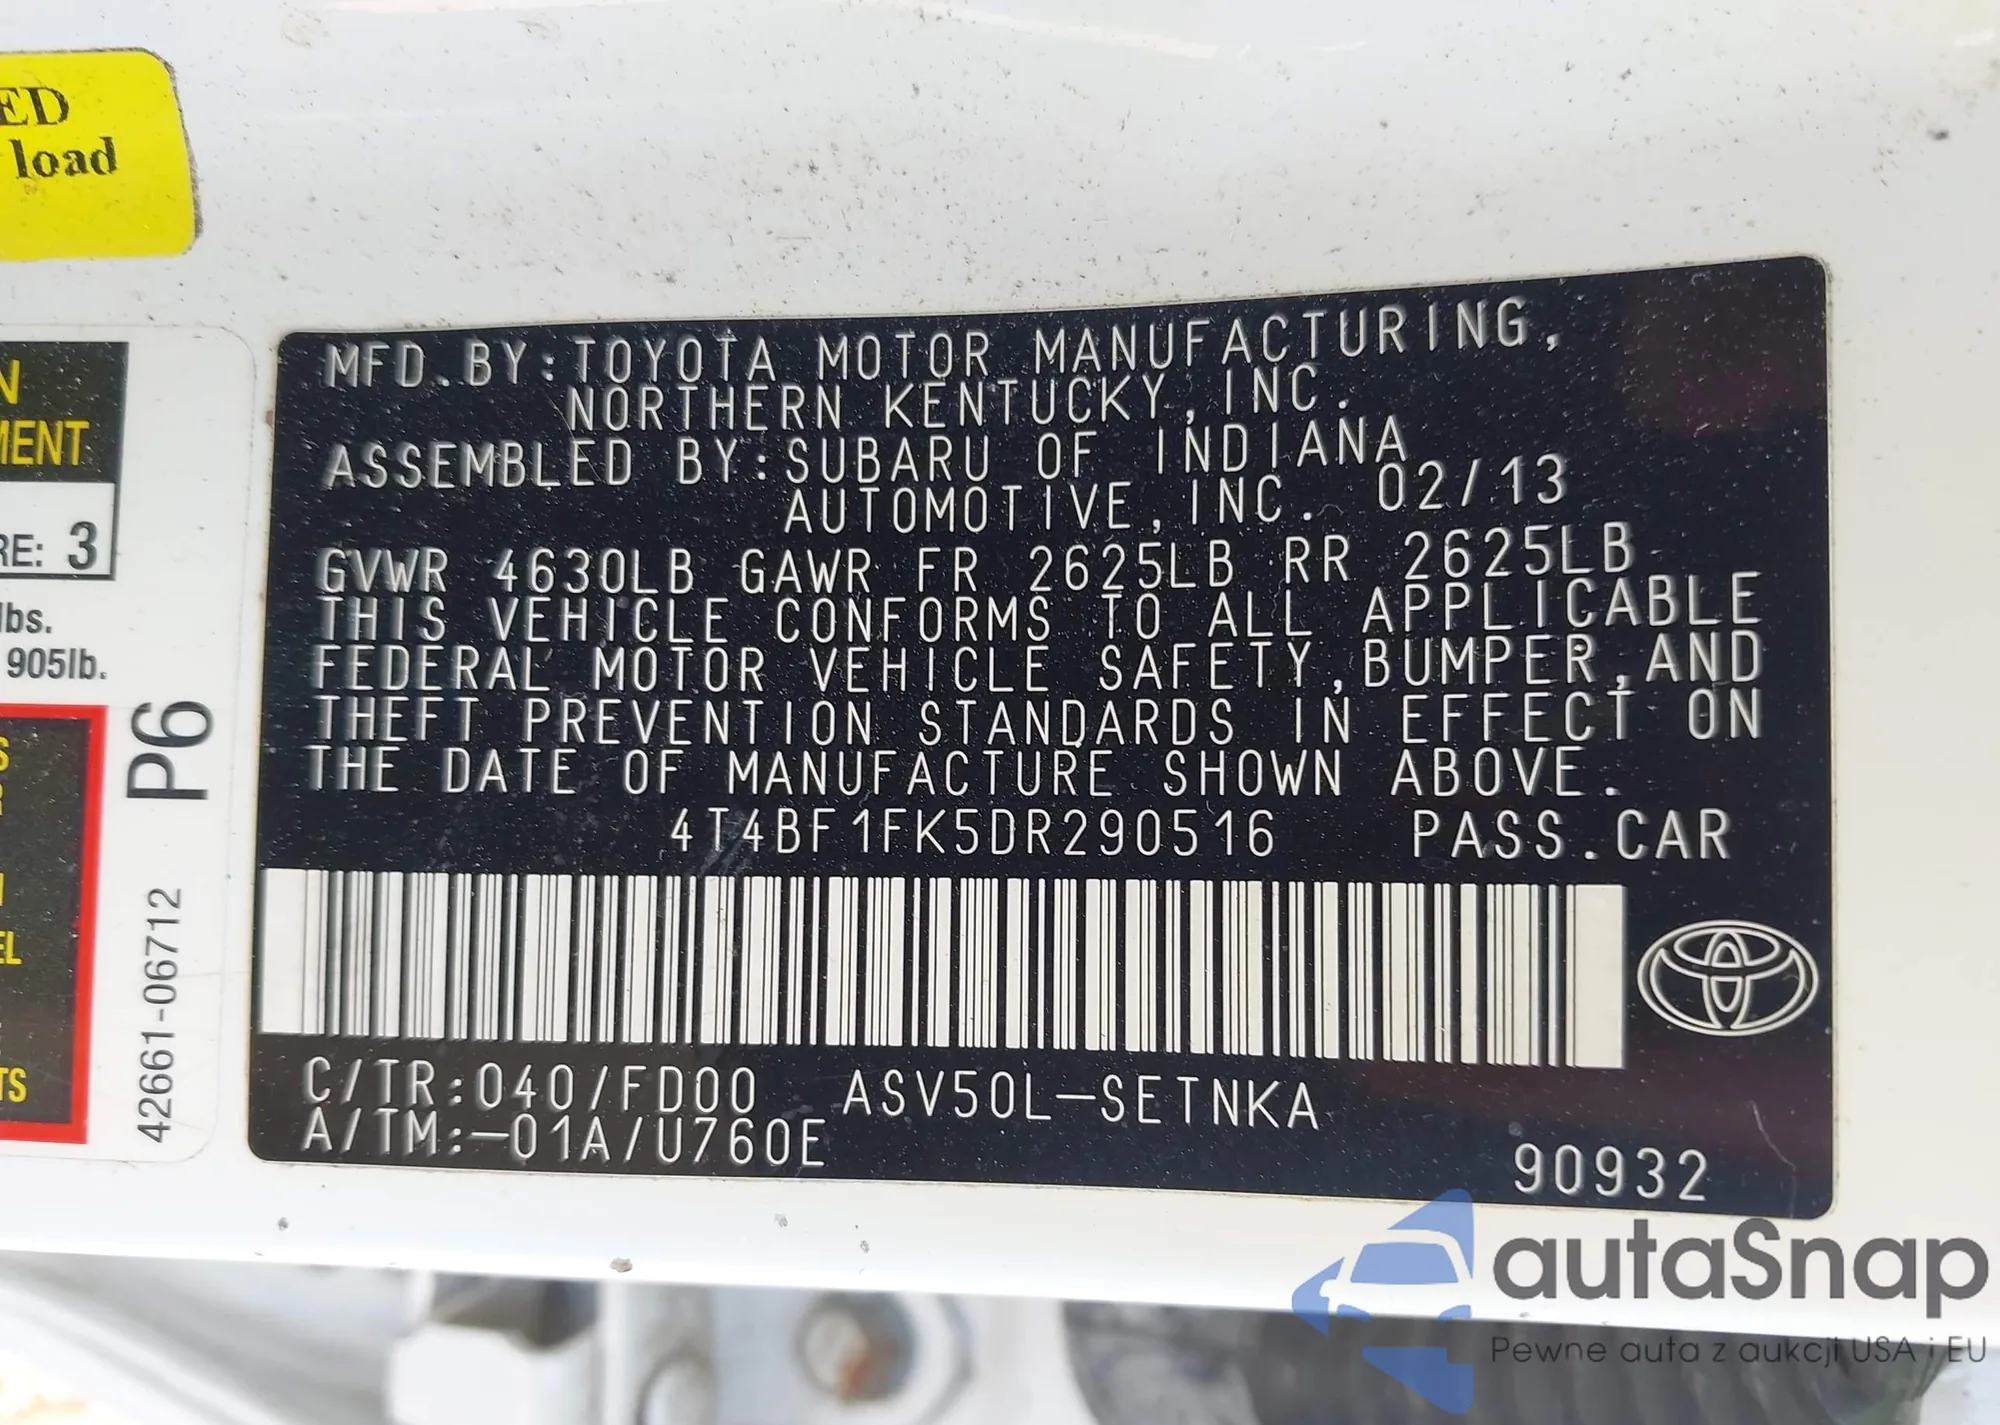 ED
load
N
MENT
RE: 3
lbs.
905lb.
P6
42661-06712
EL
TS
MFD.BY:TOYOTA MOTOR MANUFACTURING,
NORTHERN KENTUCKY,INC.
ASSEMBLED BY:SUBARU OF INDIANA
AUTOMOTIVE,INC. 02/13
GVWR 4630LB GAWR FR 2625LB RR 2625LB
THIS VEHICLE CONFORMS TO ALL APPLICABLE
FEDERAL MOTOR VEHICLE SAFETY,BUMPER,AND
THEFT PREVENTION STANDARDS IN EFFECT ON
THE DATE OF MANUFACTURE SHOWN ABOVE.
4T4BF1FK5DR290516 PASS.CAR
C/TR:040/FD00 ASV50L-SETNKA
A/TM:-01A/U760E
90932
autaSnap
Pewne auta z aukcji USA i EU